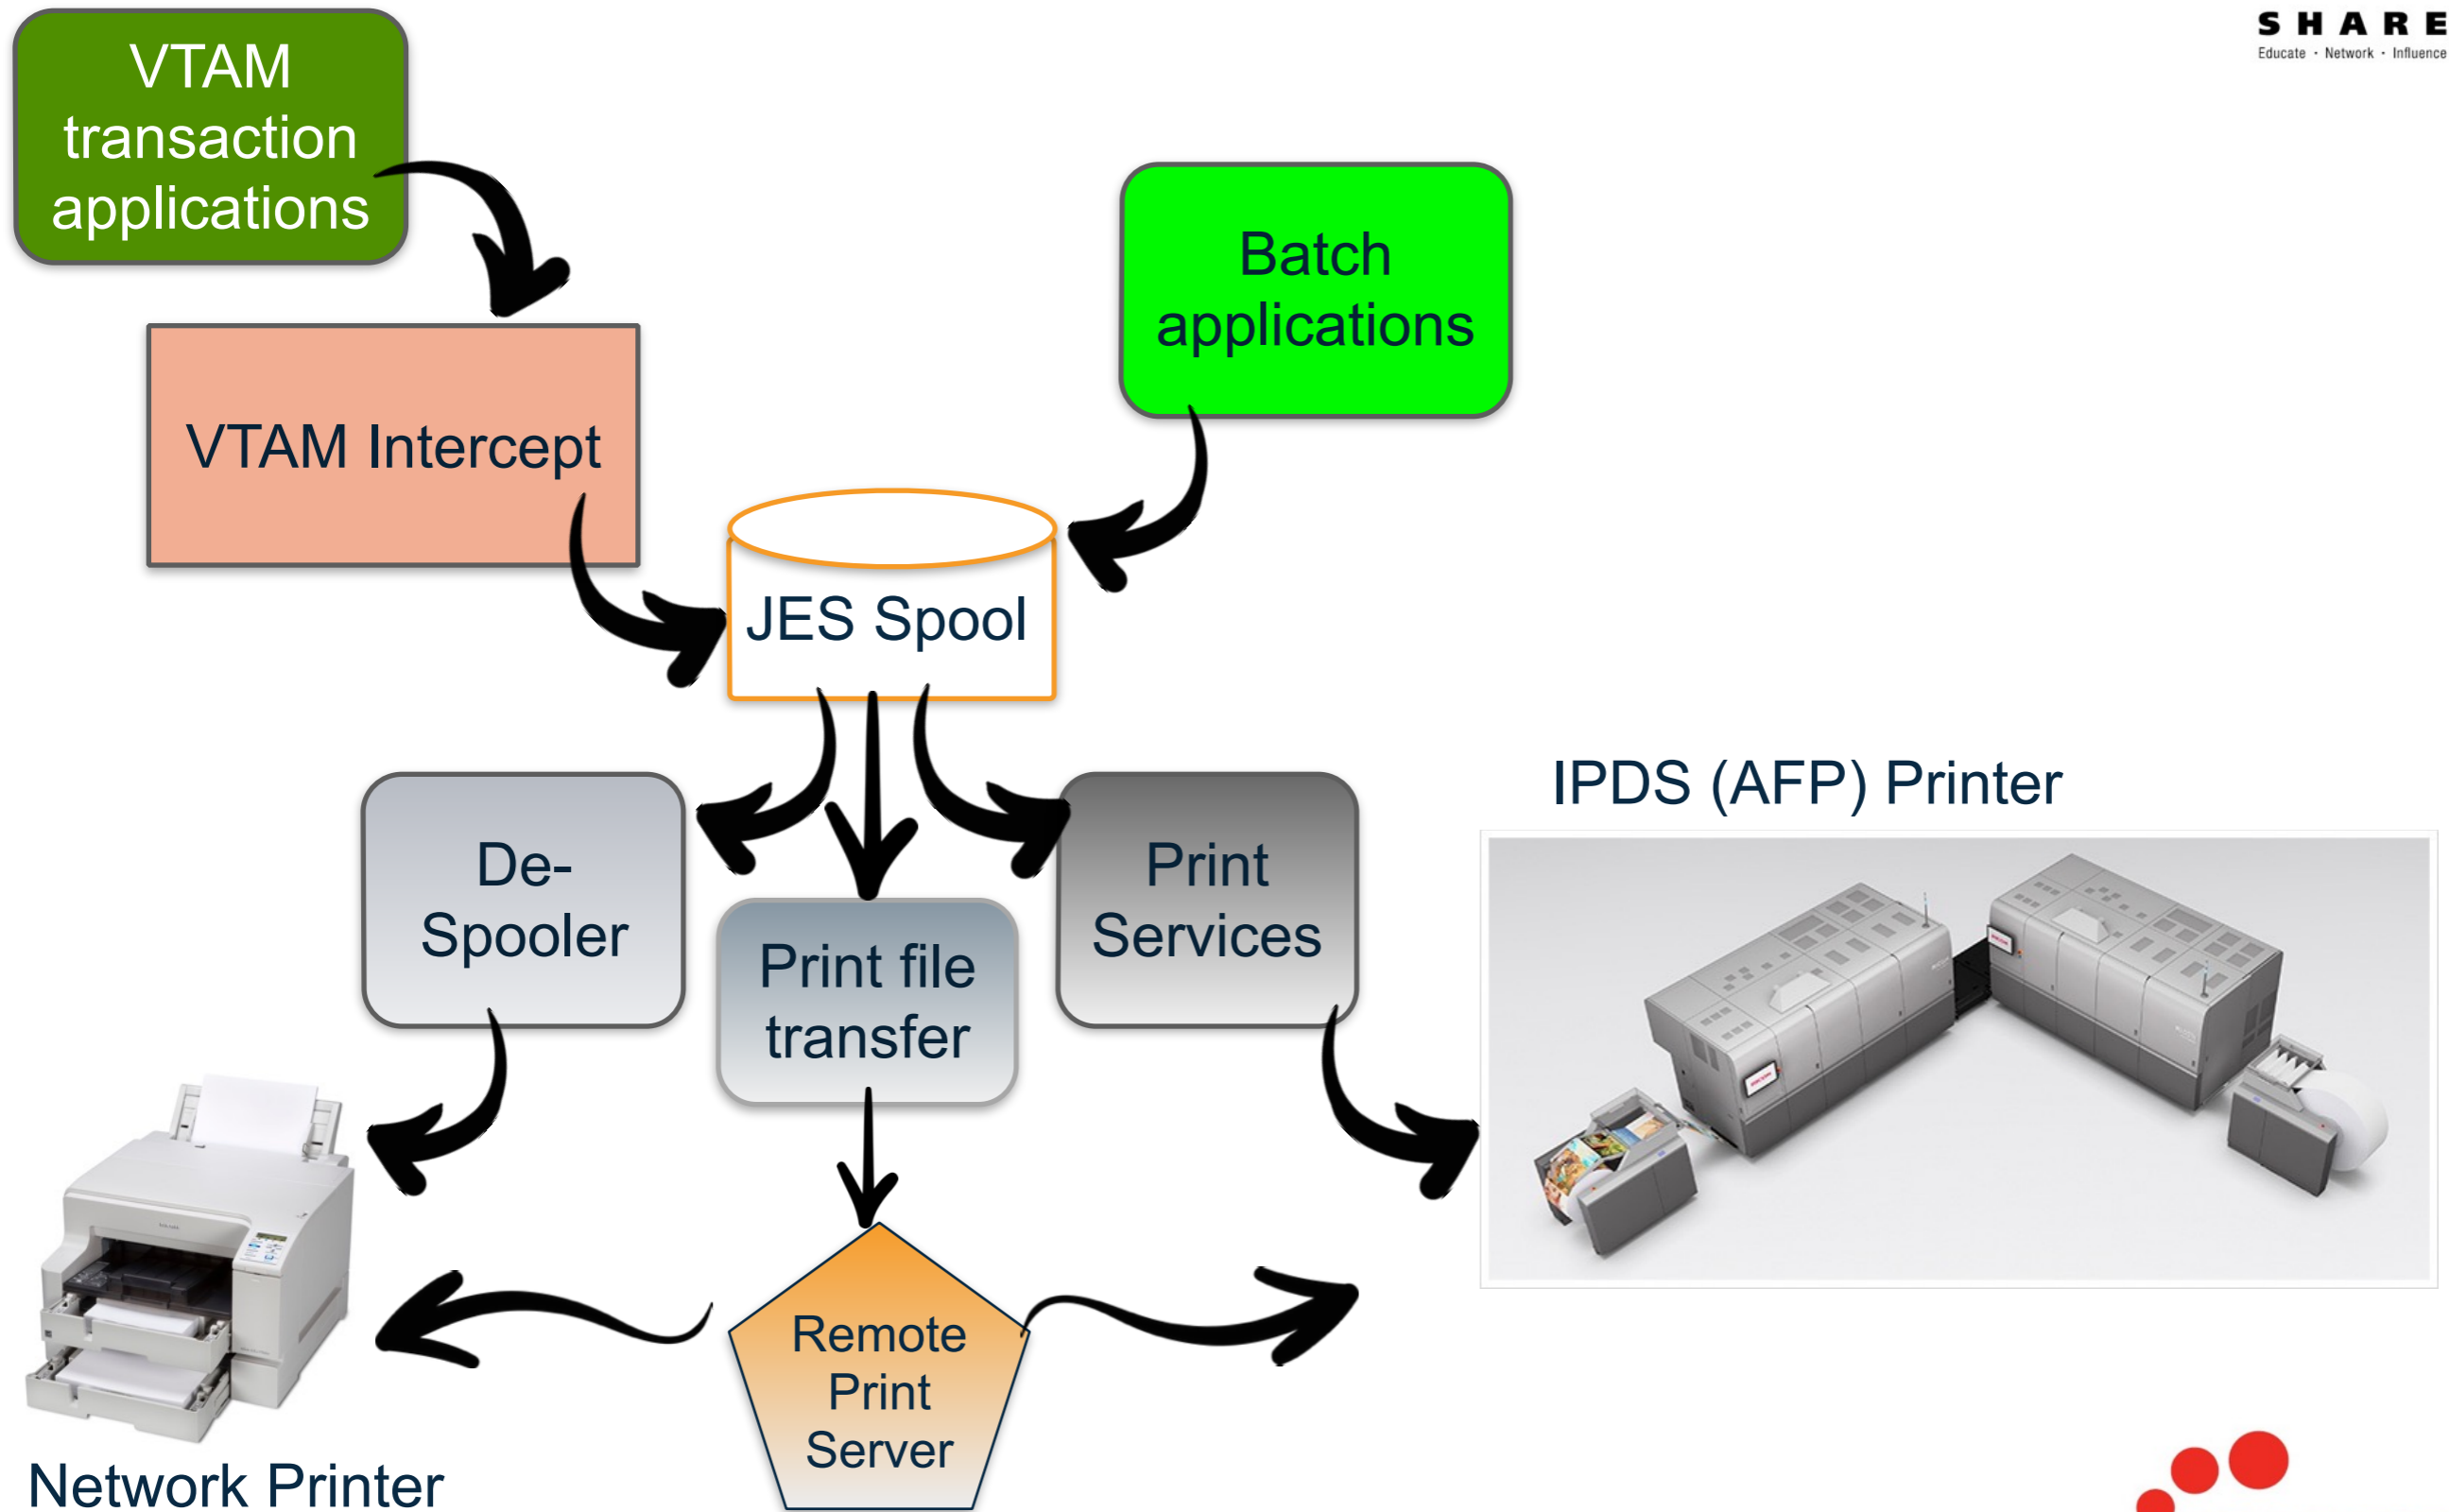 S H A R E
Educate · Network · Influence
VTAM
transaction
applications
Batch
applications
VTAM Intercept
JES Spool
IPDS (AFP) Printer
De-
Spooler
Print file
transfer
Print
Services
Remote
Print
Server
Network Printer